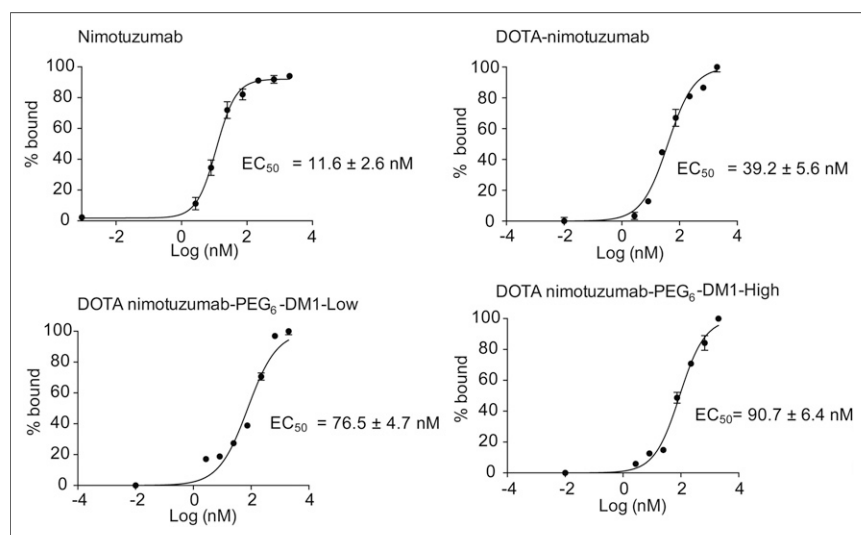 Nimotuzumab
100
80
60
40
20
0
% bound
EC50 = 11.6 ± 2.6 nM
-2 0 2 4
Log (nM)
DOTA-nimotuzumab
100
80
60
40
20
0
% bound
EC50 = 39.2 ± 5.6 nM
-4 -2 0 2 4
Log (nM)
DOTA nimotuzumab-PEG6-DM1-Low
100
80
60
40
20
0
% bound
EC50 = 76.5 ± 4.7 nM
-4 -2 0 2 4
Log (nM)
DOTA nimotuzumab-PEG6-DM1-High
100
80
60
40
20
0
% bound
EC50= 90.7 ± 6.4 nM
-4 -2 0 2 4
Log (nM)